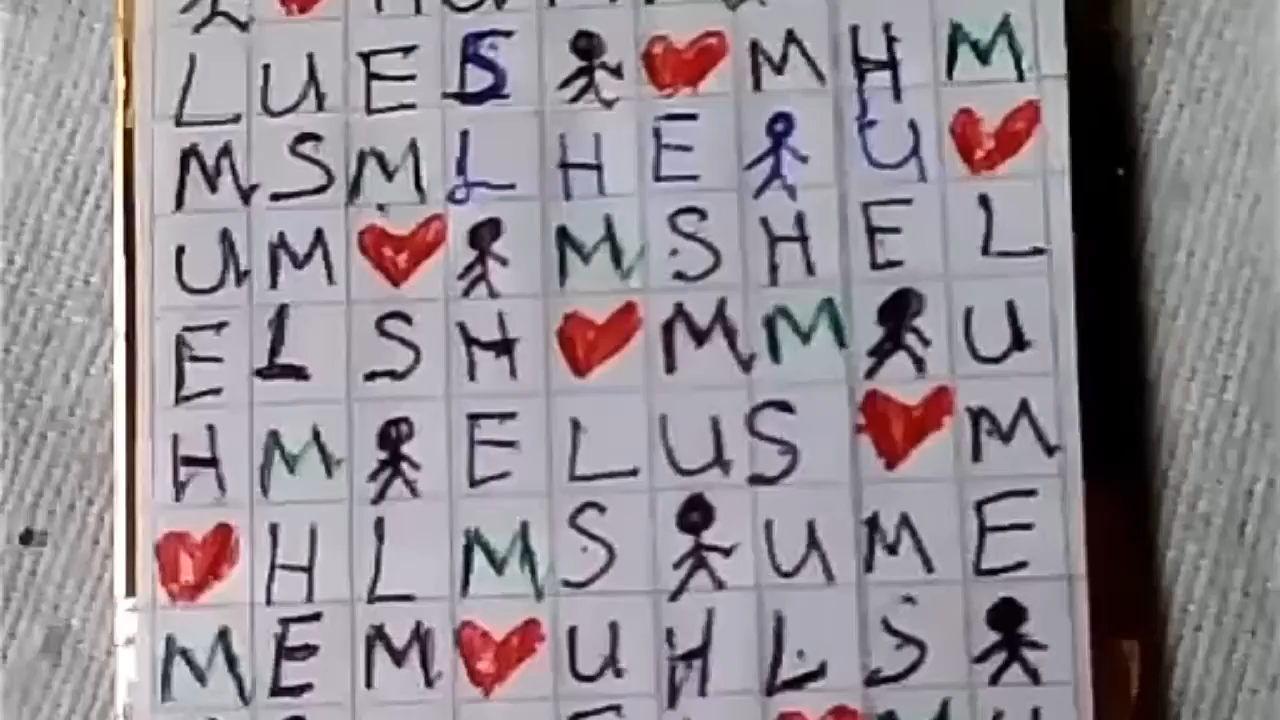 L U E S M H M
M S M L H E U
U M M S H E L
E L S H M M U
H M E L U S M
H L M S U M E
M E M U H L S